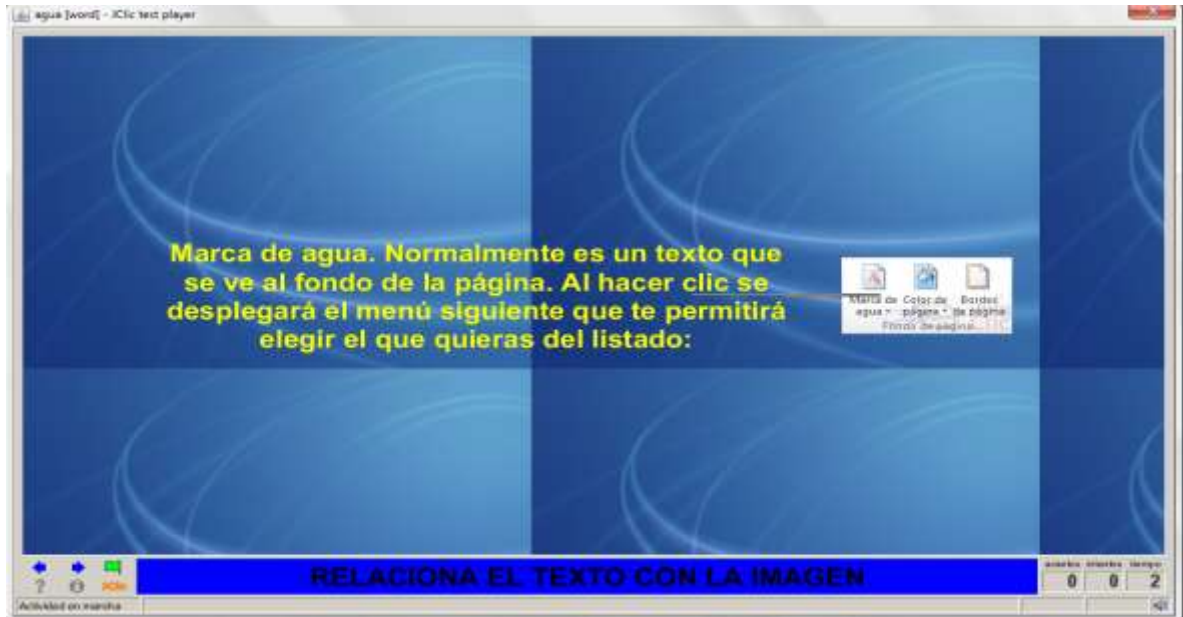 agua [word] - JClic test player
Marca de agua. Normalmente es un texto que
se ve al fondo de la página. Al hacer clic se
desplegará el menú siguiente que te permitirá
elegir el que quieras del listado:
Marca de Color de Bordes
agua página de página
Fondo de página
RELACIONA EL TEXTO CON LA IMAGEN
aciertos intentos tiempo
0 0 2
JClic
Actividad en marcha